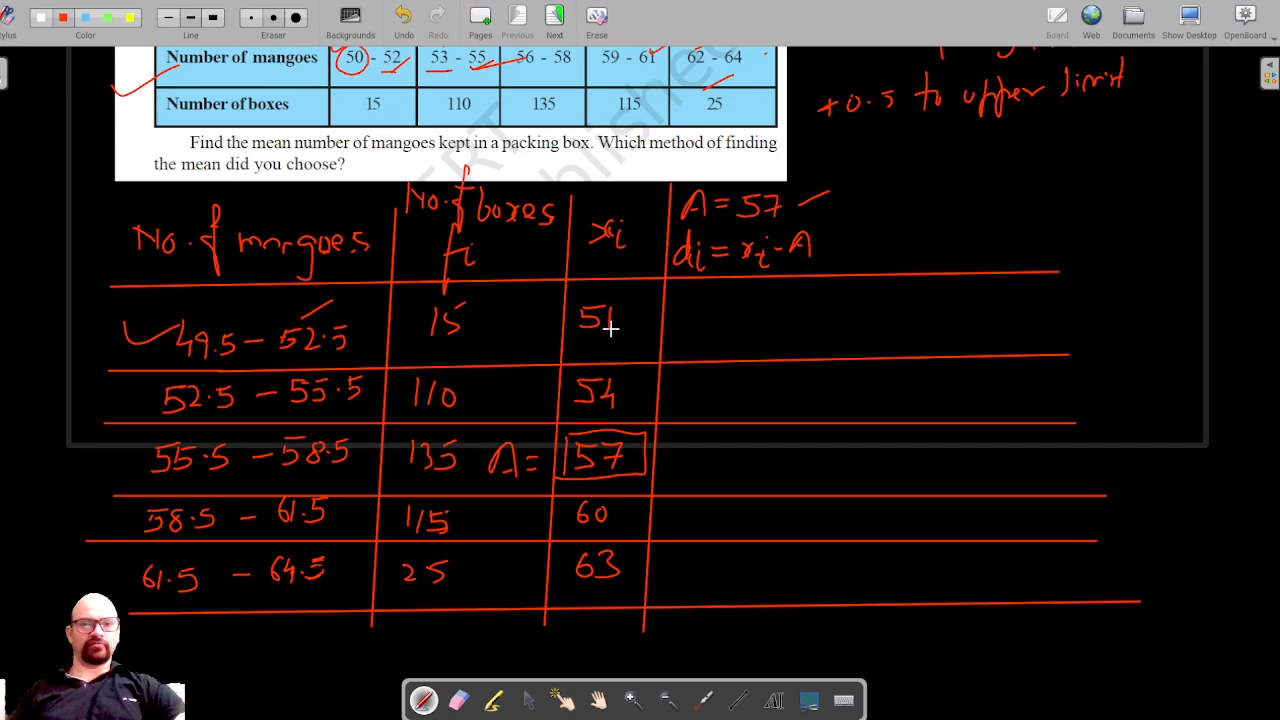 Stylus
Color
Line
Eraser
Backgrounds
Undo
Redo
Pages
Previous
Next
Erase
Board
Web
Documents
Show Desktop
OpenBoard
Number of mangoes 50 - 52 53 - 55 56 - 58 59 - 61 62 - 64
Number of boxes 15 110 135 115 25
Find the mean number of mangoes kept in a packing box. Which method of finding
the mean did you choose?
+0.5 to upper limit
No. of mangoes
No. of boxes
fi
xi
A = 57
di = xi - A
49.5 - 52.5 15 51
52.5 - 55.5 110 54
55.5 - 58.5 135 A = 57
58.5 - 61.5 115 60
61.5 - 64.5 25 63